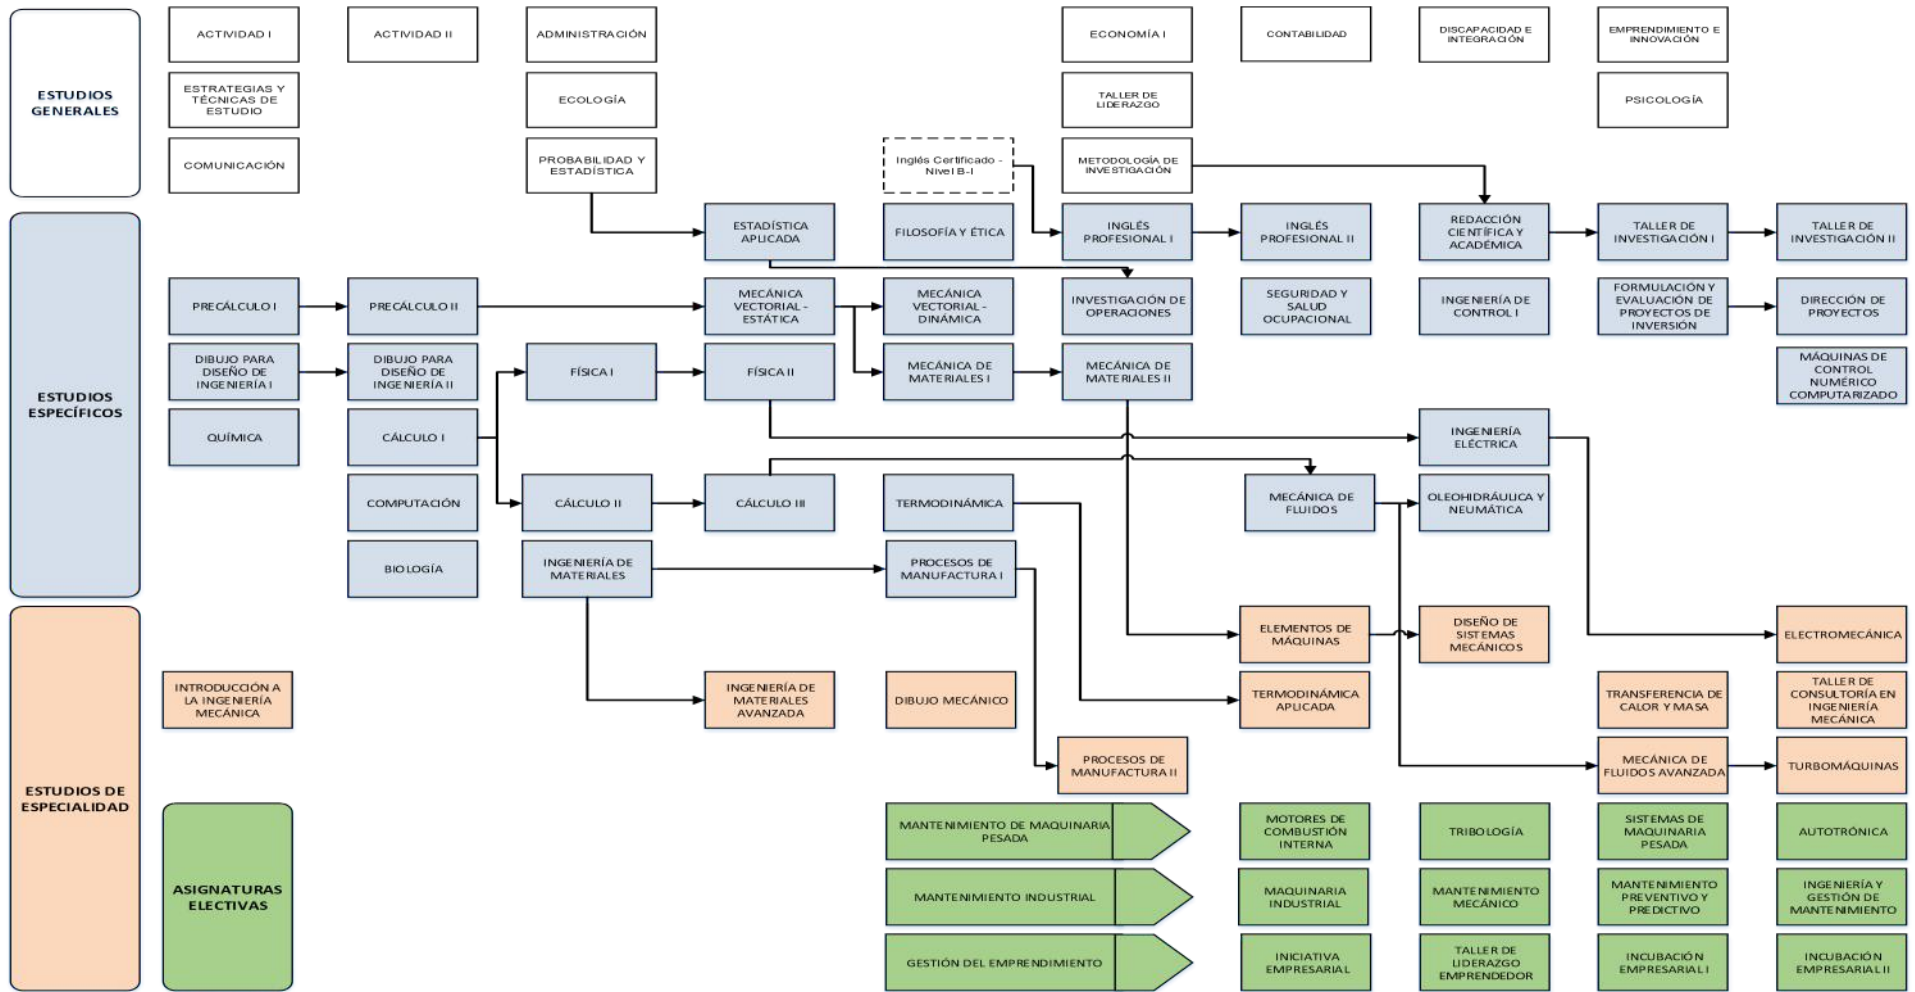 ESTUDIOS
GENERALES
ACTIVIDAD I
ACTIVIDAD II
ADMINISTRACIÓN
ECONOMÍA I
CONTABILIDAD
DISCAPACIDAD E
INTEGRACIÓN
EMPRENDIMIENTO E
INNOVACIÓN
ESTRATEGIAS Y
TÉCNICAS DE
ESTUDIO
ECOLOGÍA
TALLER DE
LIDERAZGO
PSICOLOGÍA
COMUNICACIÓN
PROBABILIDAD Y
ESTADÍSTICA
Inglés Certificado -
Nivel B-I
METODOLOGÍA DE
INVESTIGACIÓN
ESTUDIOS
ESPECÍFICOS
ESTADÍSTICA
APLICADA
FILOSOFÍA Y ÉTICA
INGLÉS
PROFESIONAL I
INGLÉS
PROFESIONAL II
REDACCIÓN
CIENTÍFICA Y
ACADÉMICA
TALLER DE
INVESTIGACIÓN I
TALLER DE
INVESTIGACIÓN II
PRECÁLCULO I
PRECÁLCULO II
MECÁNICA
VECTORIAL-
ESTÁTICA
MECÁNICA
VECTORIAL-
DINÁMICA
INVESTIGACIÓN DE
OPERACIONES
SEGURIDAD Y
SALUD
OCUPACIONAL
INGENIERÍA DE
CONTROL I
FORMULACIÓN Y
EVALUACIÓN DE
PROYECTOS DE
INVERSIÓN
DIRECCIÓN DE
PROYECTOS
DIBUJO PARA
DISEÑO DE
INGENIERÍA I
DIBUJO PARA
DISEÑO DE
INGENIERÍA II
FÍSICA I
FÍSICA II
MECÁNICA DE
MATERIALES I
MECÁNICA DE
MATERIALES II
MÁQUINAS DE
CONTROL
NUMÉRICO
COMPUTARIZADO
QUÍMICA
CÁLCULO I
INGENIERÍA
ELÉCTRICA
COMPUTACIÓN
CÁLCULO II
CÁLCULO III
TERMODINÁMICA
MECÁNICA DE
FLUIDOS
OLEOHIDRÁULICA Y
NEUMÁTICA
BIOLOGÍA
INGENIERÍA DE
MATERIALES
PROCESOS DE
MANUFACTURA I
ESTUDIOS DE
ESPECIALIDAD
ELEMENTOS DE
MÁQUINAS
DISEÑO DE
SISTEMAS
MECÁNICOS
ELECTROMECÁNICA
INTRODUCCIÓN A
LA INGENIERÍA
MECÁNICA
INGENIERÍA DE
MATERIALES
AVANZADA
DIBUJO MECÁNICO
TERMODINÁMICA
APLICADA
TRANSFERENCIA DE
CALOR Y MASA
TALLER DE
CONSULTORÍA EN
INGENIERÍA
MECÁNICA
PROCESOS DE
MANUFACTURA II
MECÁNICA DE
FLUIDOS AVANZADA
TURBOMÁQUINAS
ASIGNATURAS
ELECTIVAS
MANTENIMIENTO DE MAQUINARIA
PESADA
MOTORES DE
COMBUSTIÓN
INTERNA
TRIBOLOGÍA
SISTEMAS DE
MAQUINARIA
PESADA
AUTOTRÓNICA
MANTENIMIENTO INDUSTRIAL
MAQUINARIA
INDUSTRIAL
MANTENIMIENTO
MECÁNICO
MANTENIMIENTO
PREVENTIVO Y
PREDICTIVO
INGENIERÍA Y
GESTIÓN DE
MANTENIMIENTO
GESTIÓN DEL EMPRENDIMIENTO
INICIATIVA
EMPRESARIAL
TALLER DE
LIDERAZGO
EMPRENDEDOR
INCUBACIÓN
EMPRESARIAL I
INCUBACIÓN
EMPRESARIAL II